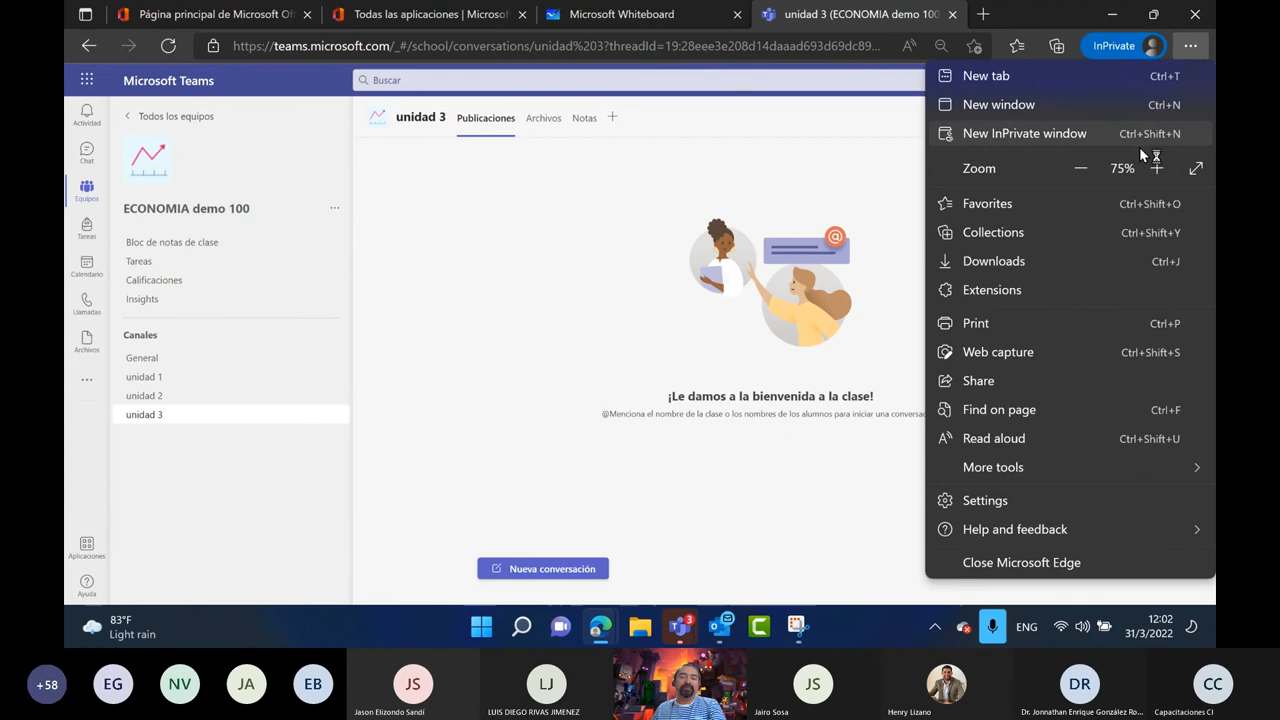 Página principal de Microsoft Of
Todas las aplicaciones | Microsof
Microsoft Whiteboard
unidad 3 (ECONOMIA demo 100
https://teams.microsoft.com/_#/school/conversations/unidad%203?threadId=19:28eee3e208d14daaad693d69dc89...
InPrivate
Microsoft Teams
Buscar
Actividad
Chat
Equipos
Tareas
Calendario
Llamadas
Archivos
Aplicaciones
Ayuda
Todos los equipos
ECONOMIA demo 100
Bloc de notas de clase
Tareas
Calificaciones
Insights
Canales
General
unidad 1
unidad 2
unidad 3
unidad 3 Publicaciones Archivos Notas
¡Le damos a la bienvenida a la clase!
@Menciona el nombre de la clase o los nombres de los alumnos para iniciar una conversa
Nueva conversación
New tab Ctrl+T
New window Ctrl+N
New InPrivate window Ctrl+Shift+N
Zoom 75%
Favorites Ctrl+Shift+O
Collections Ctrl+Shift+Y
Downloads Ctrl+J
Extensions
Print Ctrl+P
Web capture Ctrl+Shift+S
Share
Find on page Ctrl+F
Read aloud Ctrl+Shift+U
More tools
Settings
Help and feedback
Close Microsoft Edge
83°F
Light rain
3
ENG
12:02
31/3/2022
+58
EG
NV
JA
EB
JS
Jason Elizondo Sandí
LJ
LUIS DIEGO RIVAS JIMENEZ
JS
Jairo Sosa
Henry Lizano
DR
Dr. Jonnathan Enrique González Ro...
CC
Capacitaciones CI